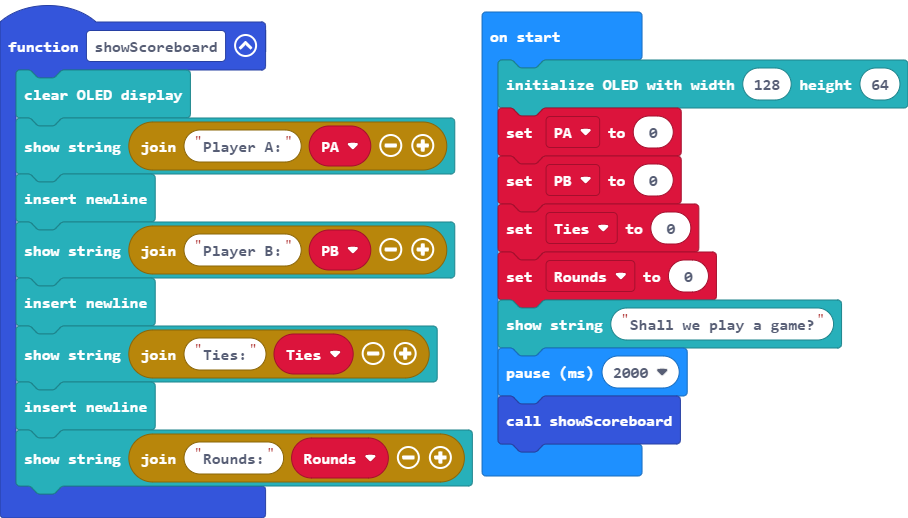 function showScoreboard
clear OLED display
show string join "Player A:" PA
insert newline
show string join "Player B:" PB
insert newline
show string join "Ties:" Ties
insert newline
show string join "Rounds:" Rounds
on start
initialize OLED with width 128 height 64
set PA to 0
set PB to 0
set Ties to 0
set Rounds to 0
show string "Shall we play a game?"
pause (ms) 2000
call showScoreboard